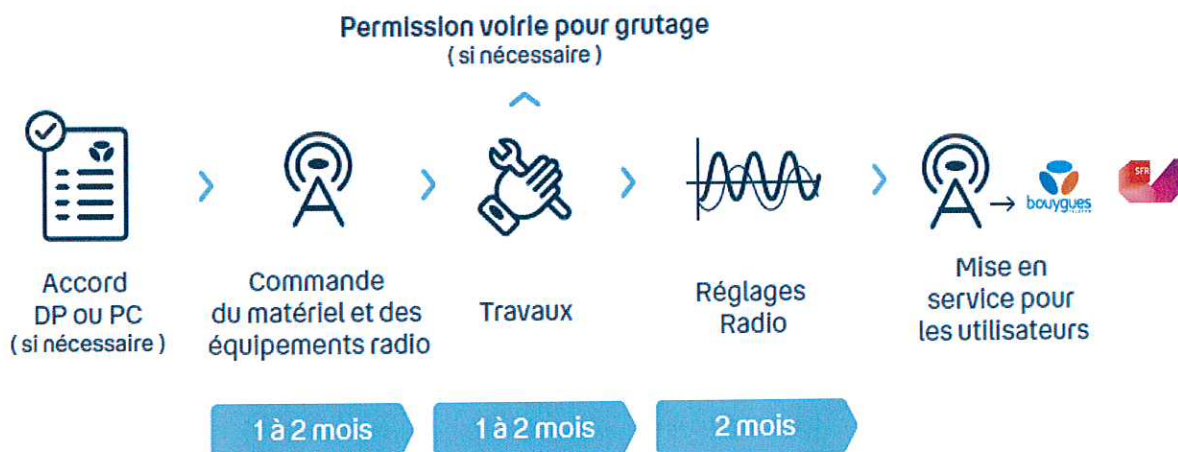 Permission voirie pour grutage
( si nécessaire )
SFR
bouygues
TELECOM
Accord
DP ou PC
( si nécessaire )
Commande
du matériel et des
équipements radio
Travaux
Réglages
Radio
Mise en
service pour
les utilisateurs
1 à 2 mois
1 à 2 mois
2 mois